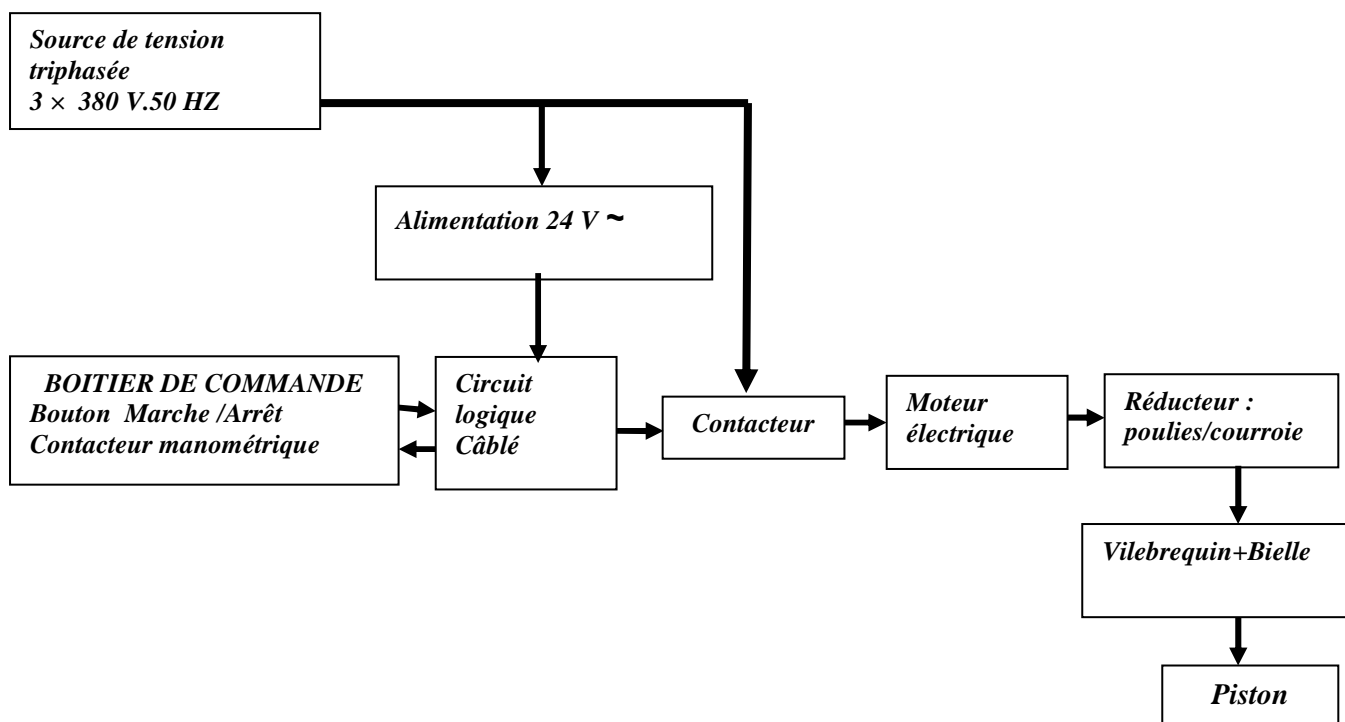 Source de tension
triphasée
3 × 380 V.50 HZ
Alimentation 24 V ~
BOITIER DE COMMANDE
Bouton Marche /Arrêt
Contacteur manométrique
Circuit
logique
Câblé
Contacteur
Moteur
électrique
Réducteur :
poulies/courroie
Vilebrequin+Bielle
Piston